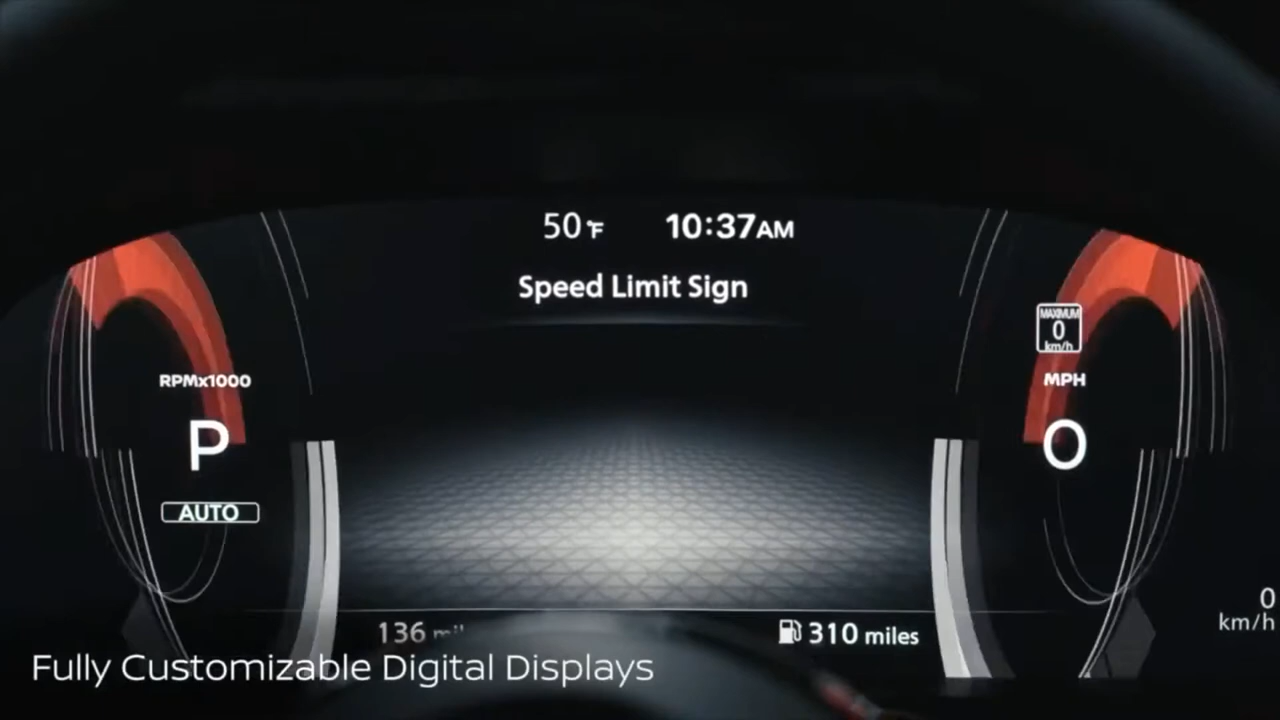 50°F 10:37AM
Speed Limit Sign
MAXIMUM
0
km/h
RPMx1000
MPH
P
0
AUTO
0
km/h
136
310 miles
Fully Customizable Digital Displays